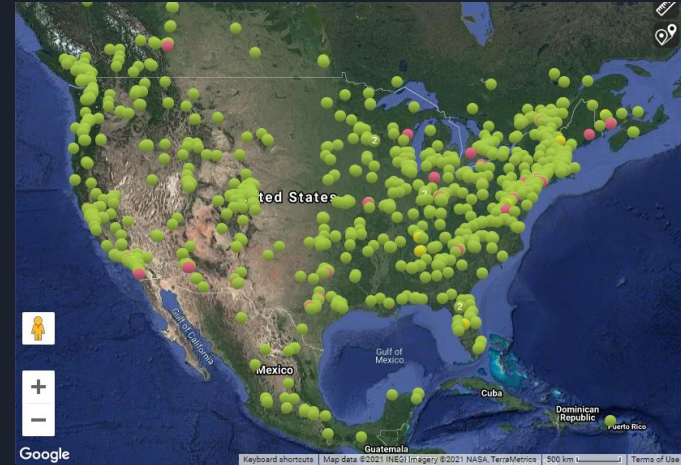 2
ted States
2
2
Gulf of California
Gulf of
Mexico
Mexico
Cuba
Dominican
Republic
Puerto Rico
Guatemala
Google
Keyboard shortcuts
Map data ©2021 INEGI Imagery ©2021 NASA, TerraMetrics
500 km
Terms of Use